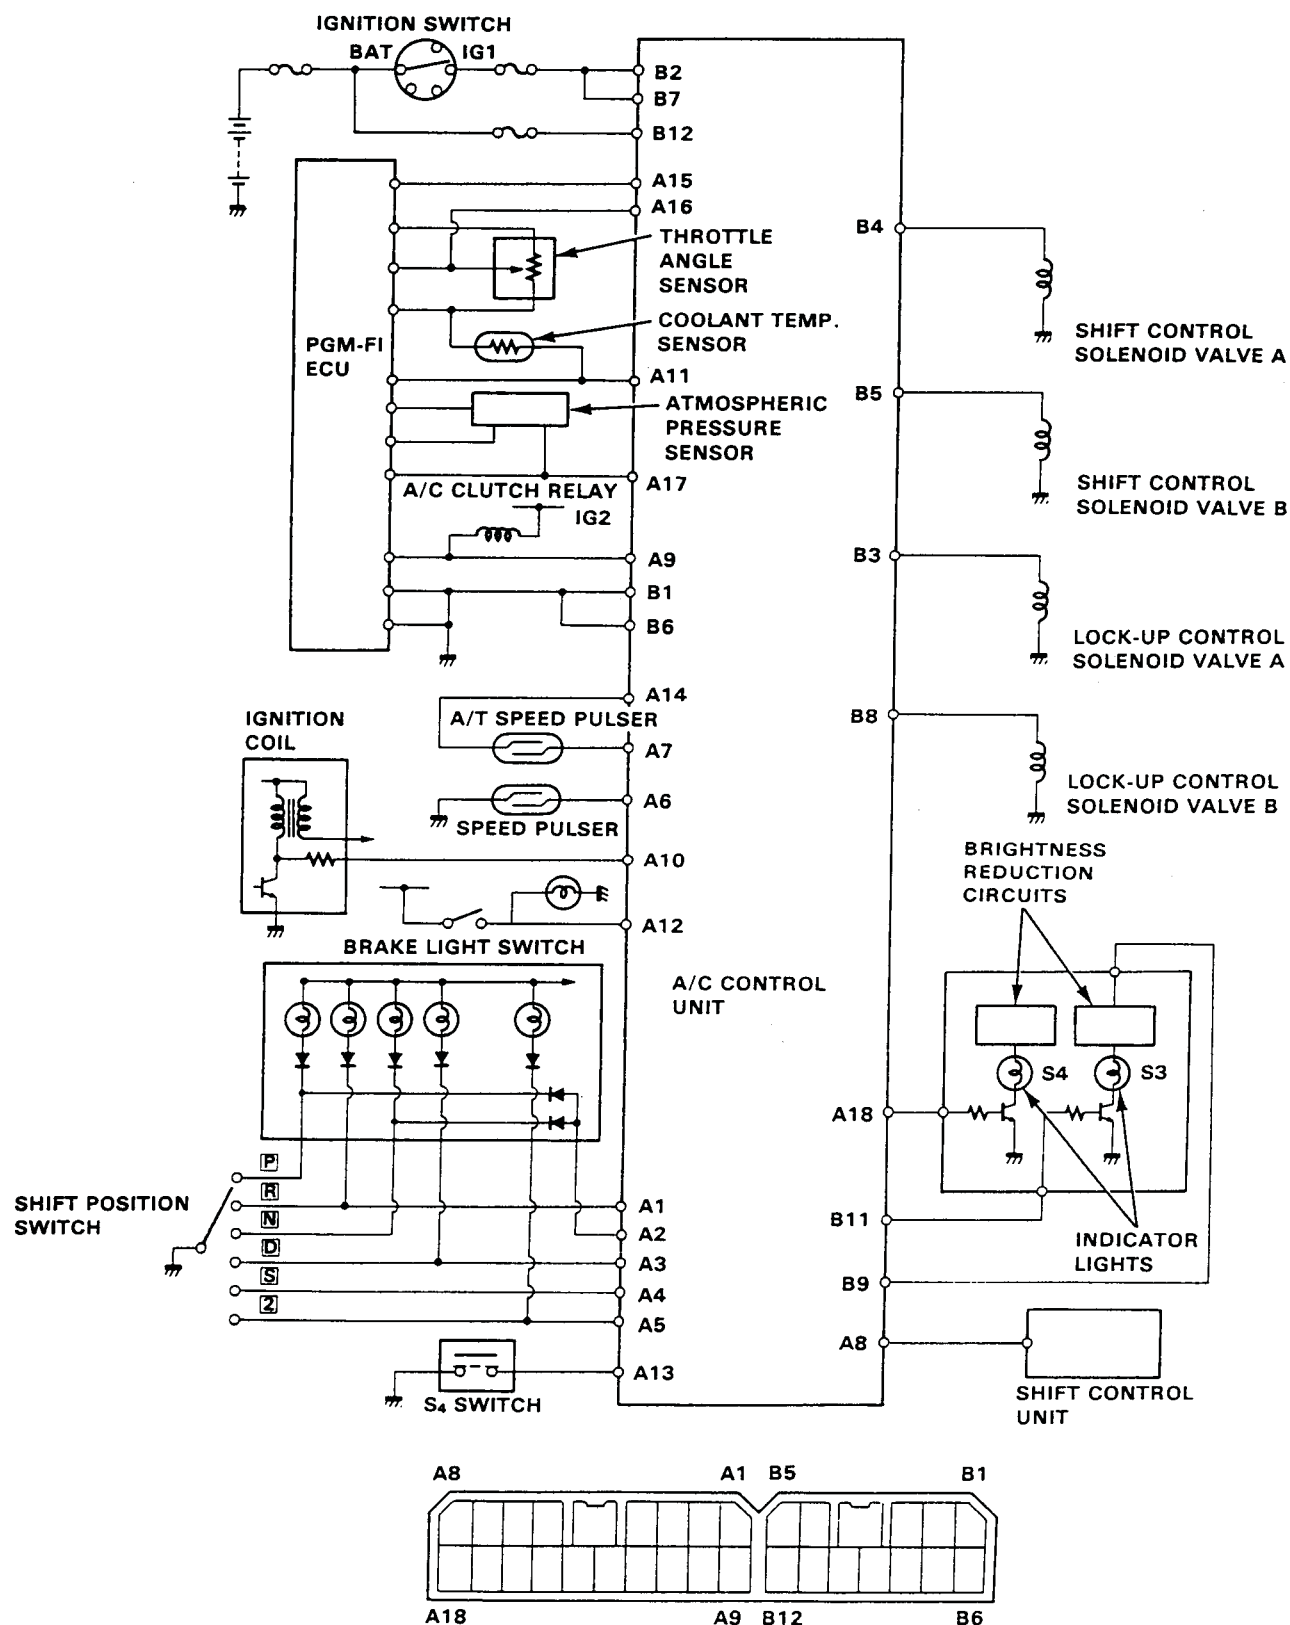 IGNITION SWITCH
BAT
IG1
B2
B7
B12
A15
A16
THROTTLE
ANGLE
SENSOR
COOLANT TEMP.
SENSOR
PGM-FI
ECU
A11
ATMOSPHERIC
PRESSURE
SENSOR
A17
A/C CLUTCH RELAY
IG2
A9
B1
B6
B4
SHIFT CONTROL
SOLENOID VALVE A
B5
SHIFT CONTROL
SOLENOID VALVE B
B3
LOCK-UP CONTROL
SOLENOID VALVE A
B8
LOCK-UP CONTROL
SOLENOID VALVE B
A14
A/T SPEED PULSER
A7
IGNITION
COIL
A6
SPEED PULSER
A10
A12
BRAKE LIGHT SWITCH
A/C CONTROL
UNIT
BRIGHTNESS
REDUCTION
CIRCUITS
S4
S3
A18
B11
INDICATOR
LIGHTS
B9
A8
SHIFT CONTROL
UNIT
SHIFT POSITION
SWITCH
P
R
N
D
S
2
A1
A2
A3
A4
A5
A13
S4 SWITCH
A8
A1
B5
B1
A18
A9
B12
B6